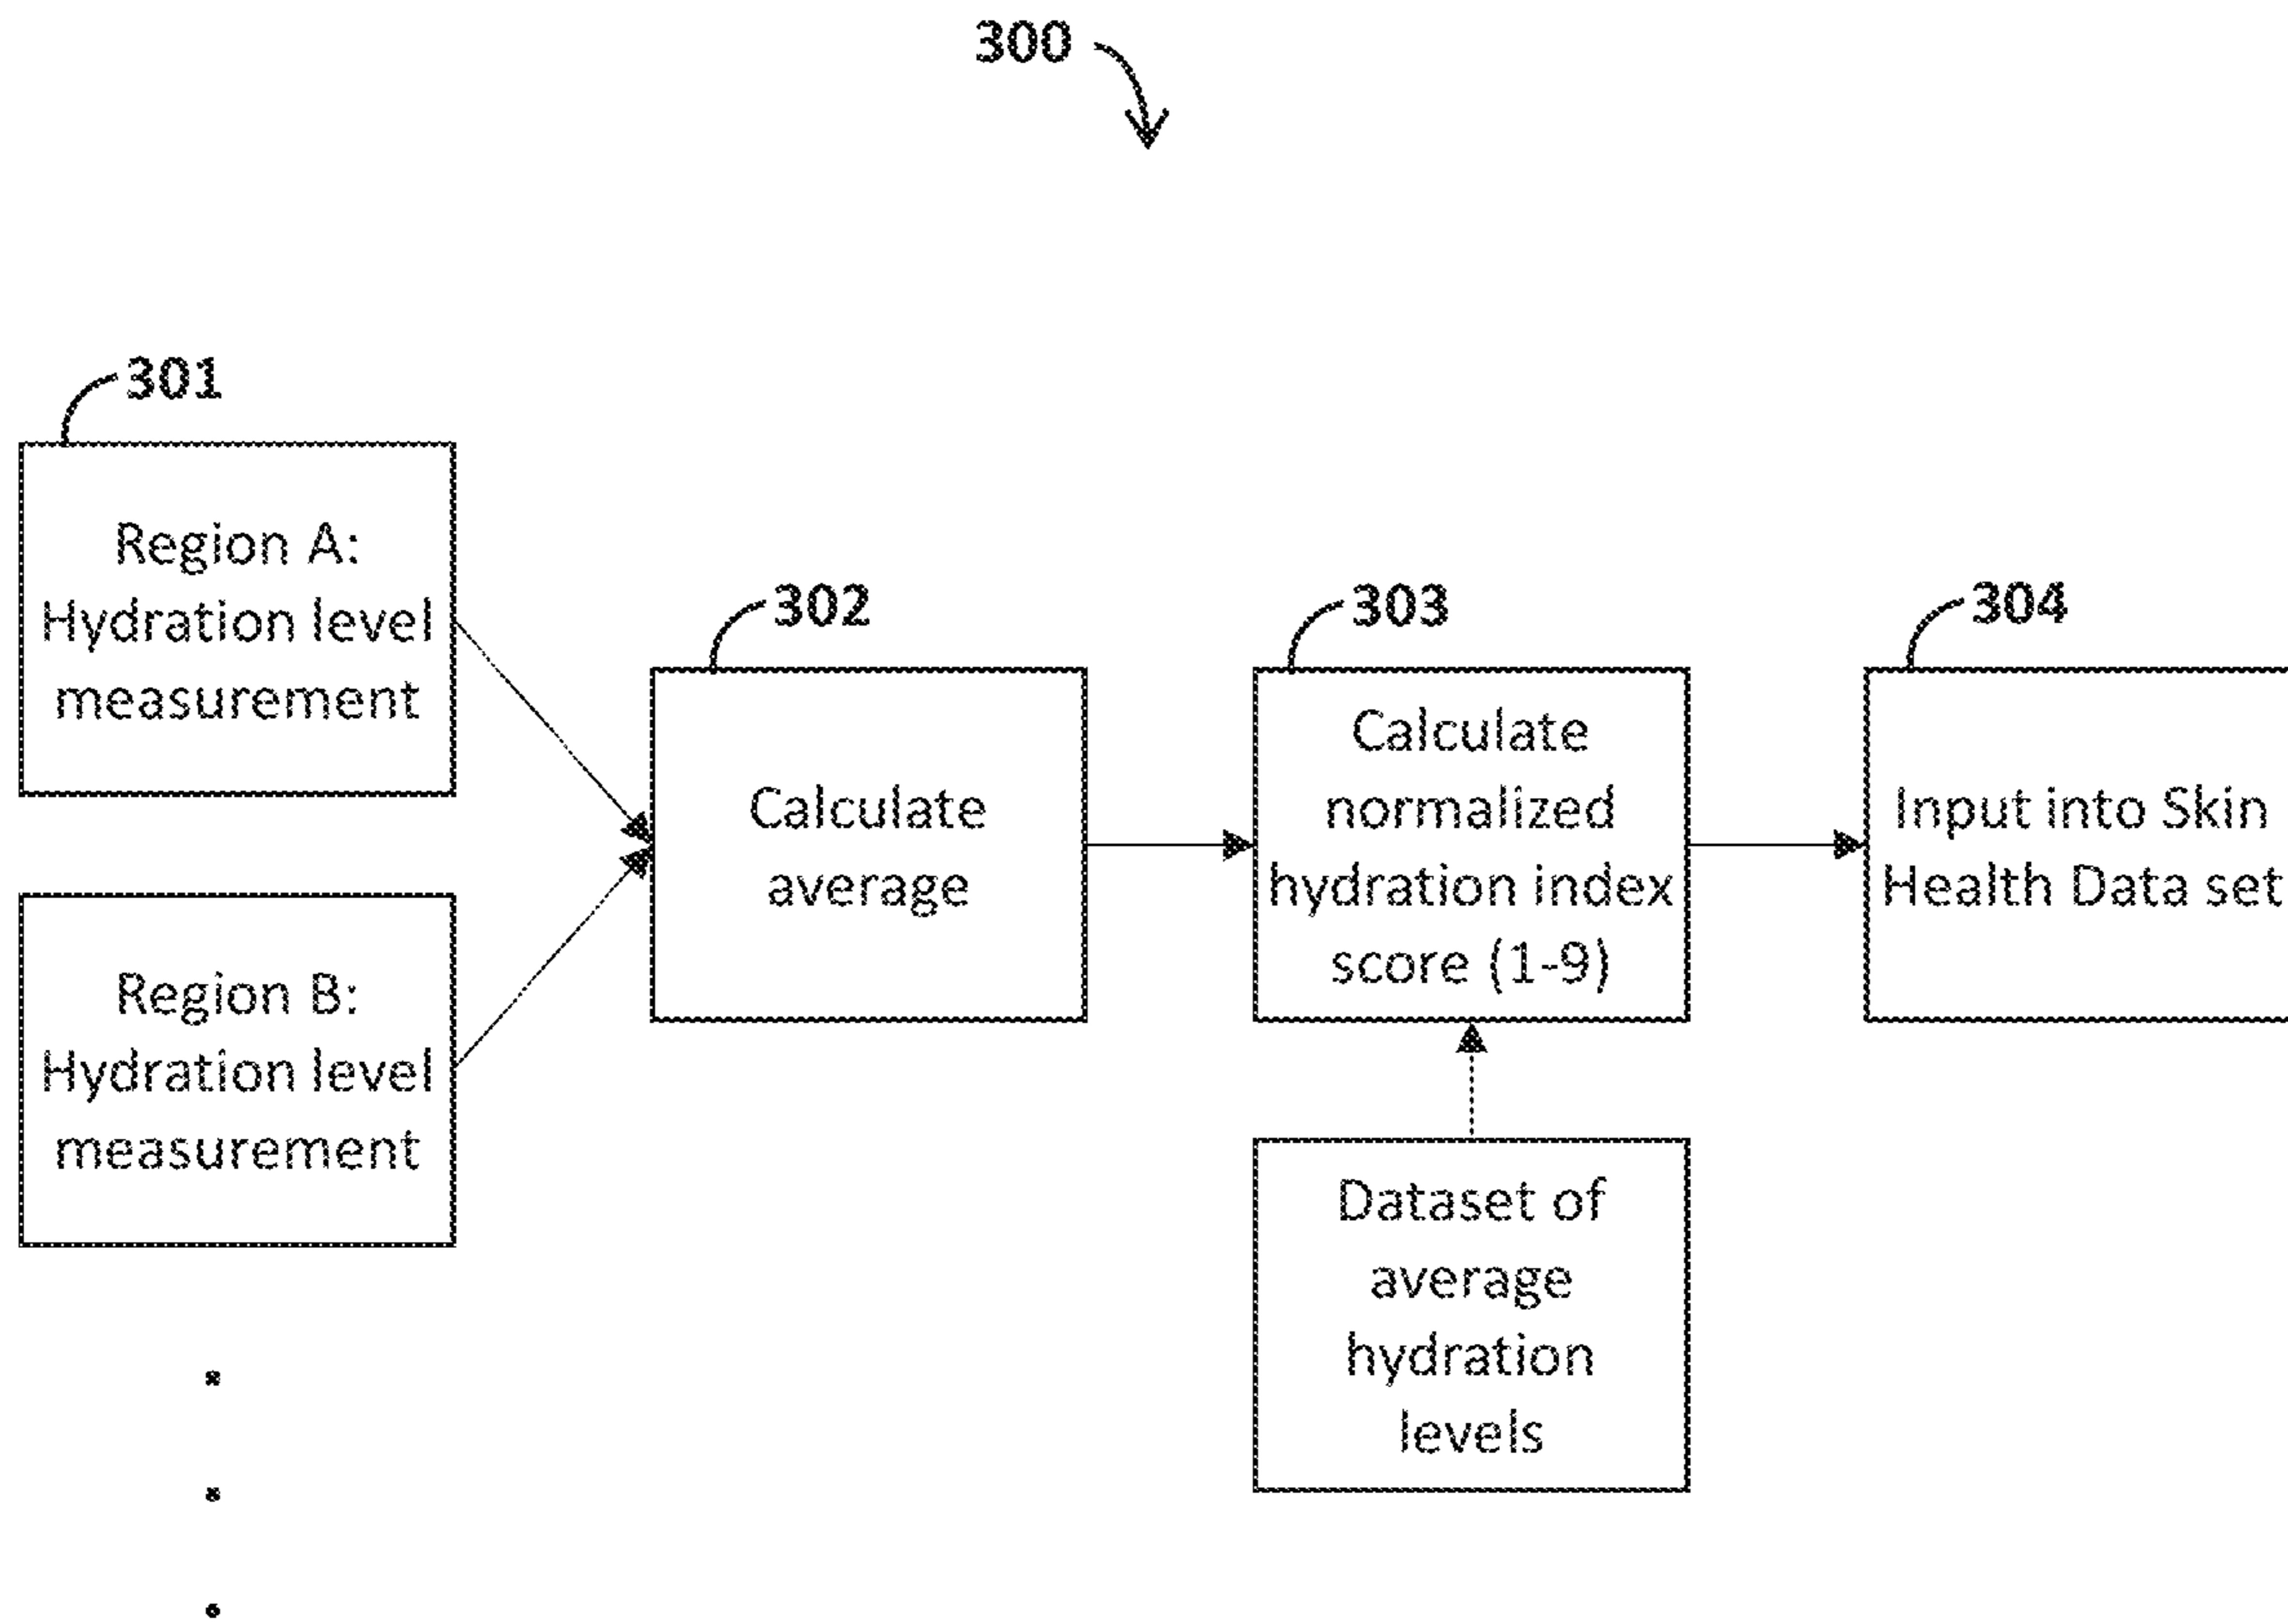 300
301
Region A:
Hydration level
measurement
302
Calculate
average
303
Calculate
normalized
hydration index
score (1-9)
304
Input into Skin
Health Data set
Region B:
Hydration level
measurement
Dataset of
average
hydration
levels